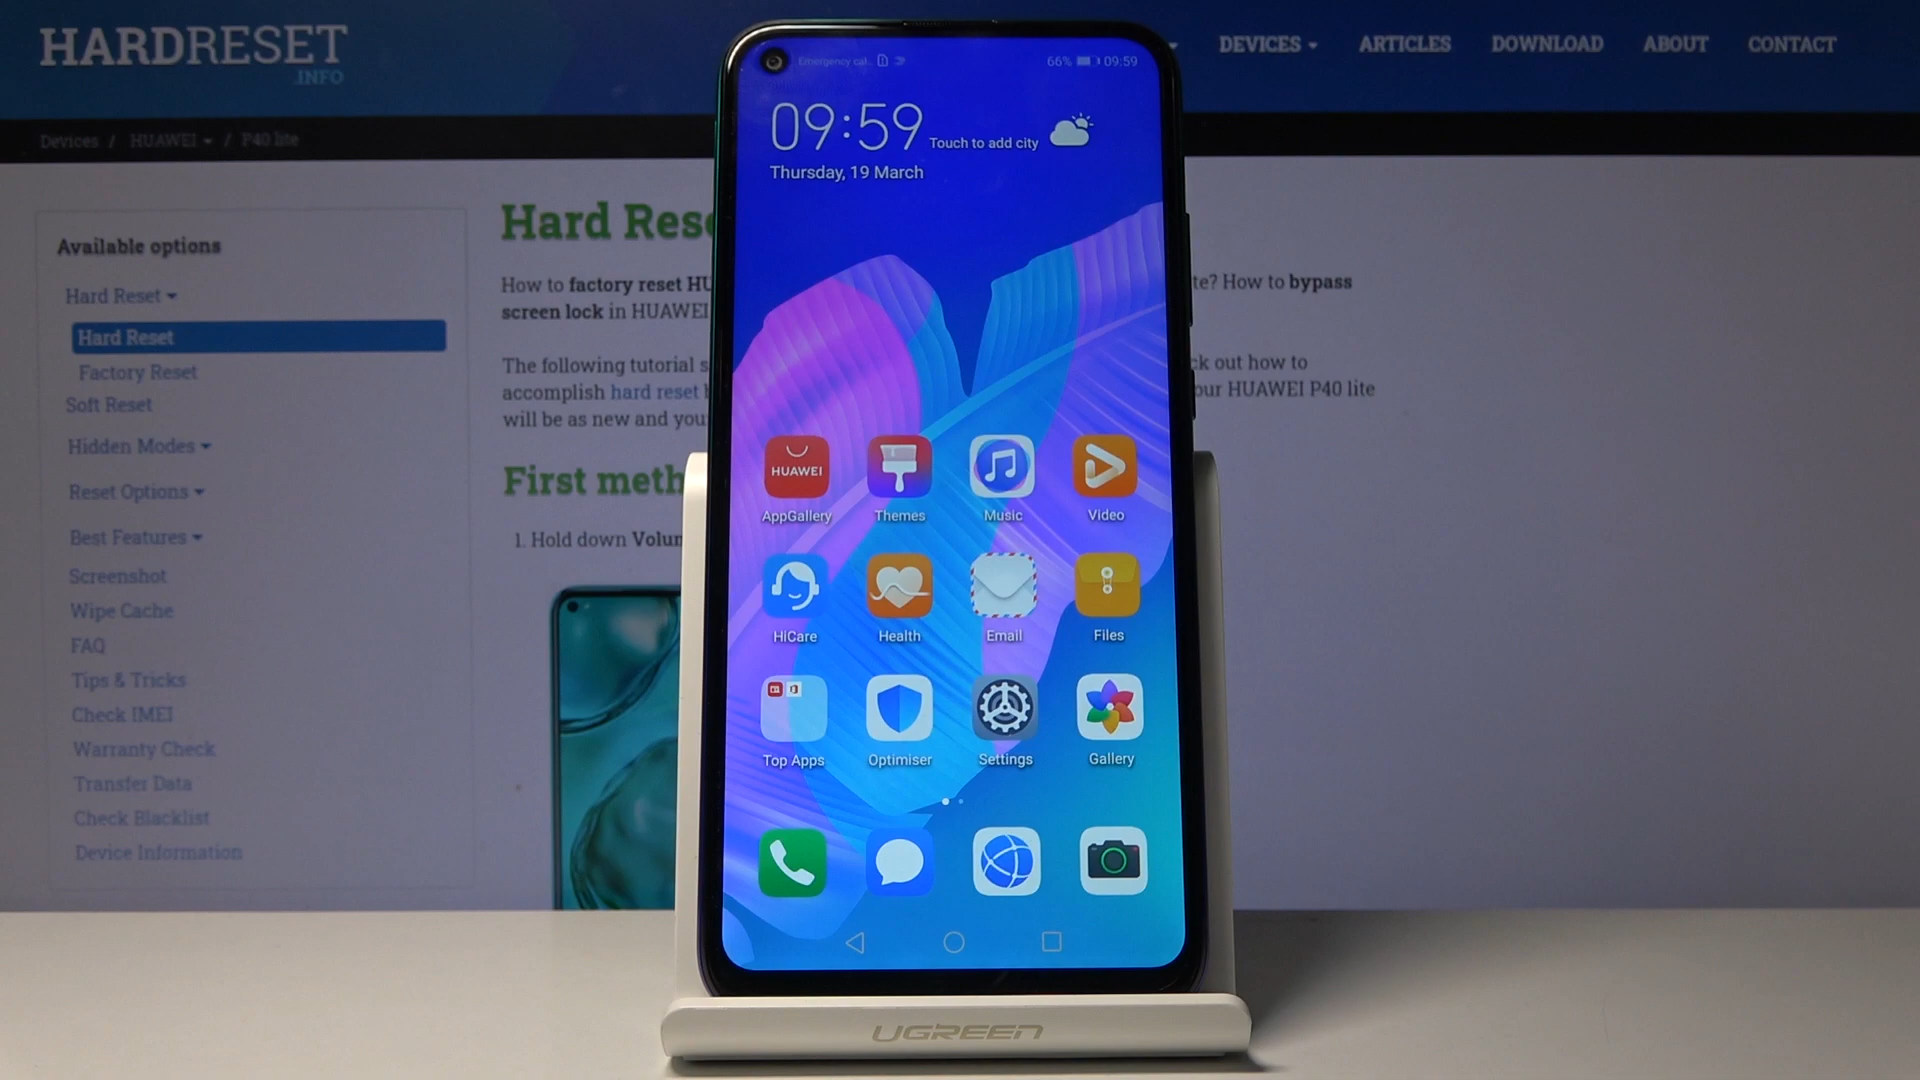 HARDRESET
.INFO
DEVICES
ARTICLES
DOWNLOAD
ABOUT
CONTACT
Devices / HUAWEI / P40 lite
Available options
Hard Reset
Hard Reset
Factory Reset
Soft Reset
Hidden Modes
Reset Options
Best Features
Screenshot
Wipe Cache
FAQ
Tips & Tricks
Check IMEI
Warranty Check
Transfer Data
Check Blacklist
Device Information
Hard Rese
How to factory reset HU
te? How to bypass
screen lock in HUAWEI
The following tutorial s
ck out how to
accomplish hard reset
our HUAWEI P40 lite
will be as new and you
First meth
1. Hold down Volun
Emergency cal..
66% 09:59
09:59
Touch to add city
Thursday, 19 March
HUAWEI
AppGallery
Themes
Music
Video
HiCare
Health
Email
Files
Top Apps
Optimiser
Settings
Gallery
UGREEN